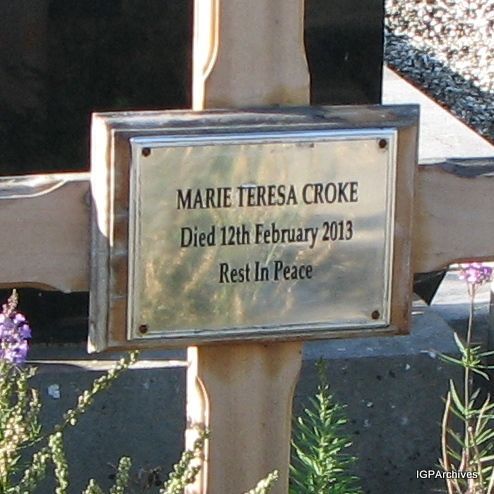 MARIE TERESA CROKE
Died 12th February 2013
Rest In Peace
IGPArchives